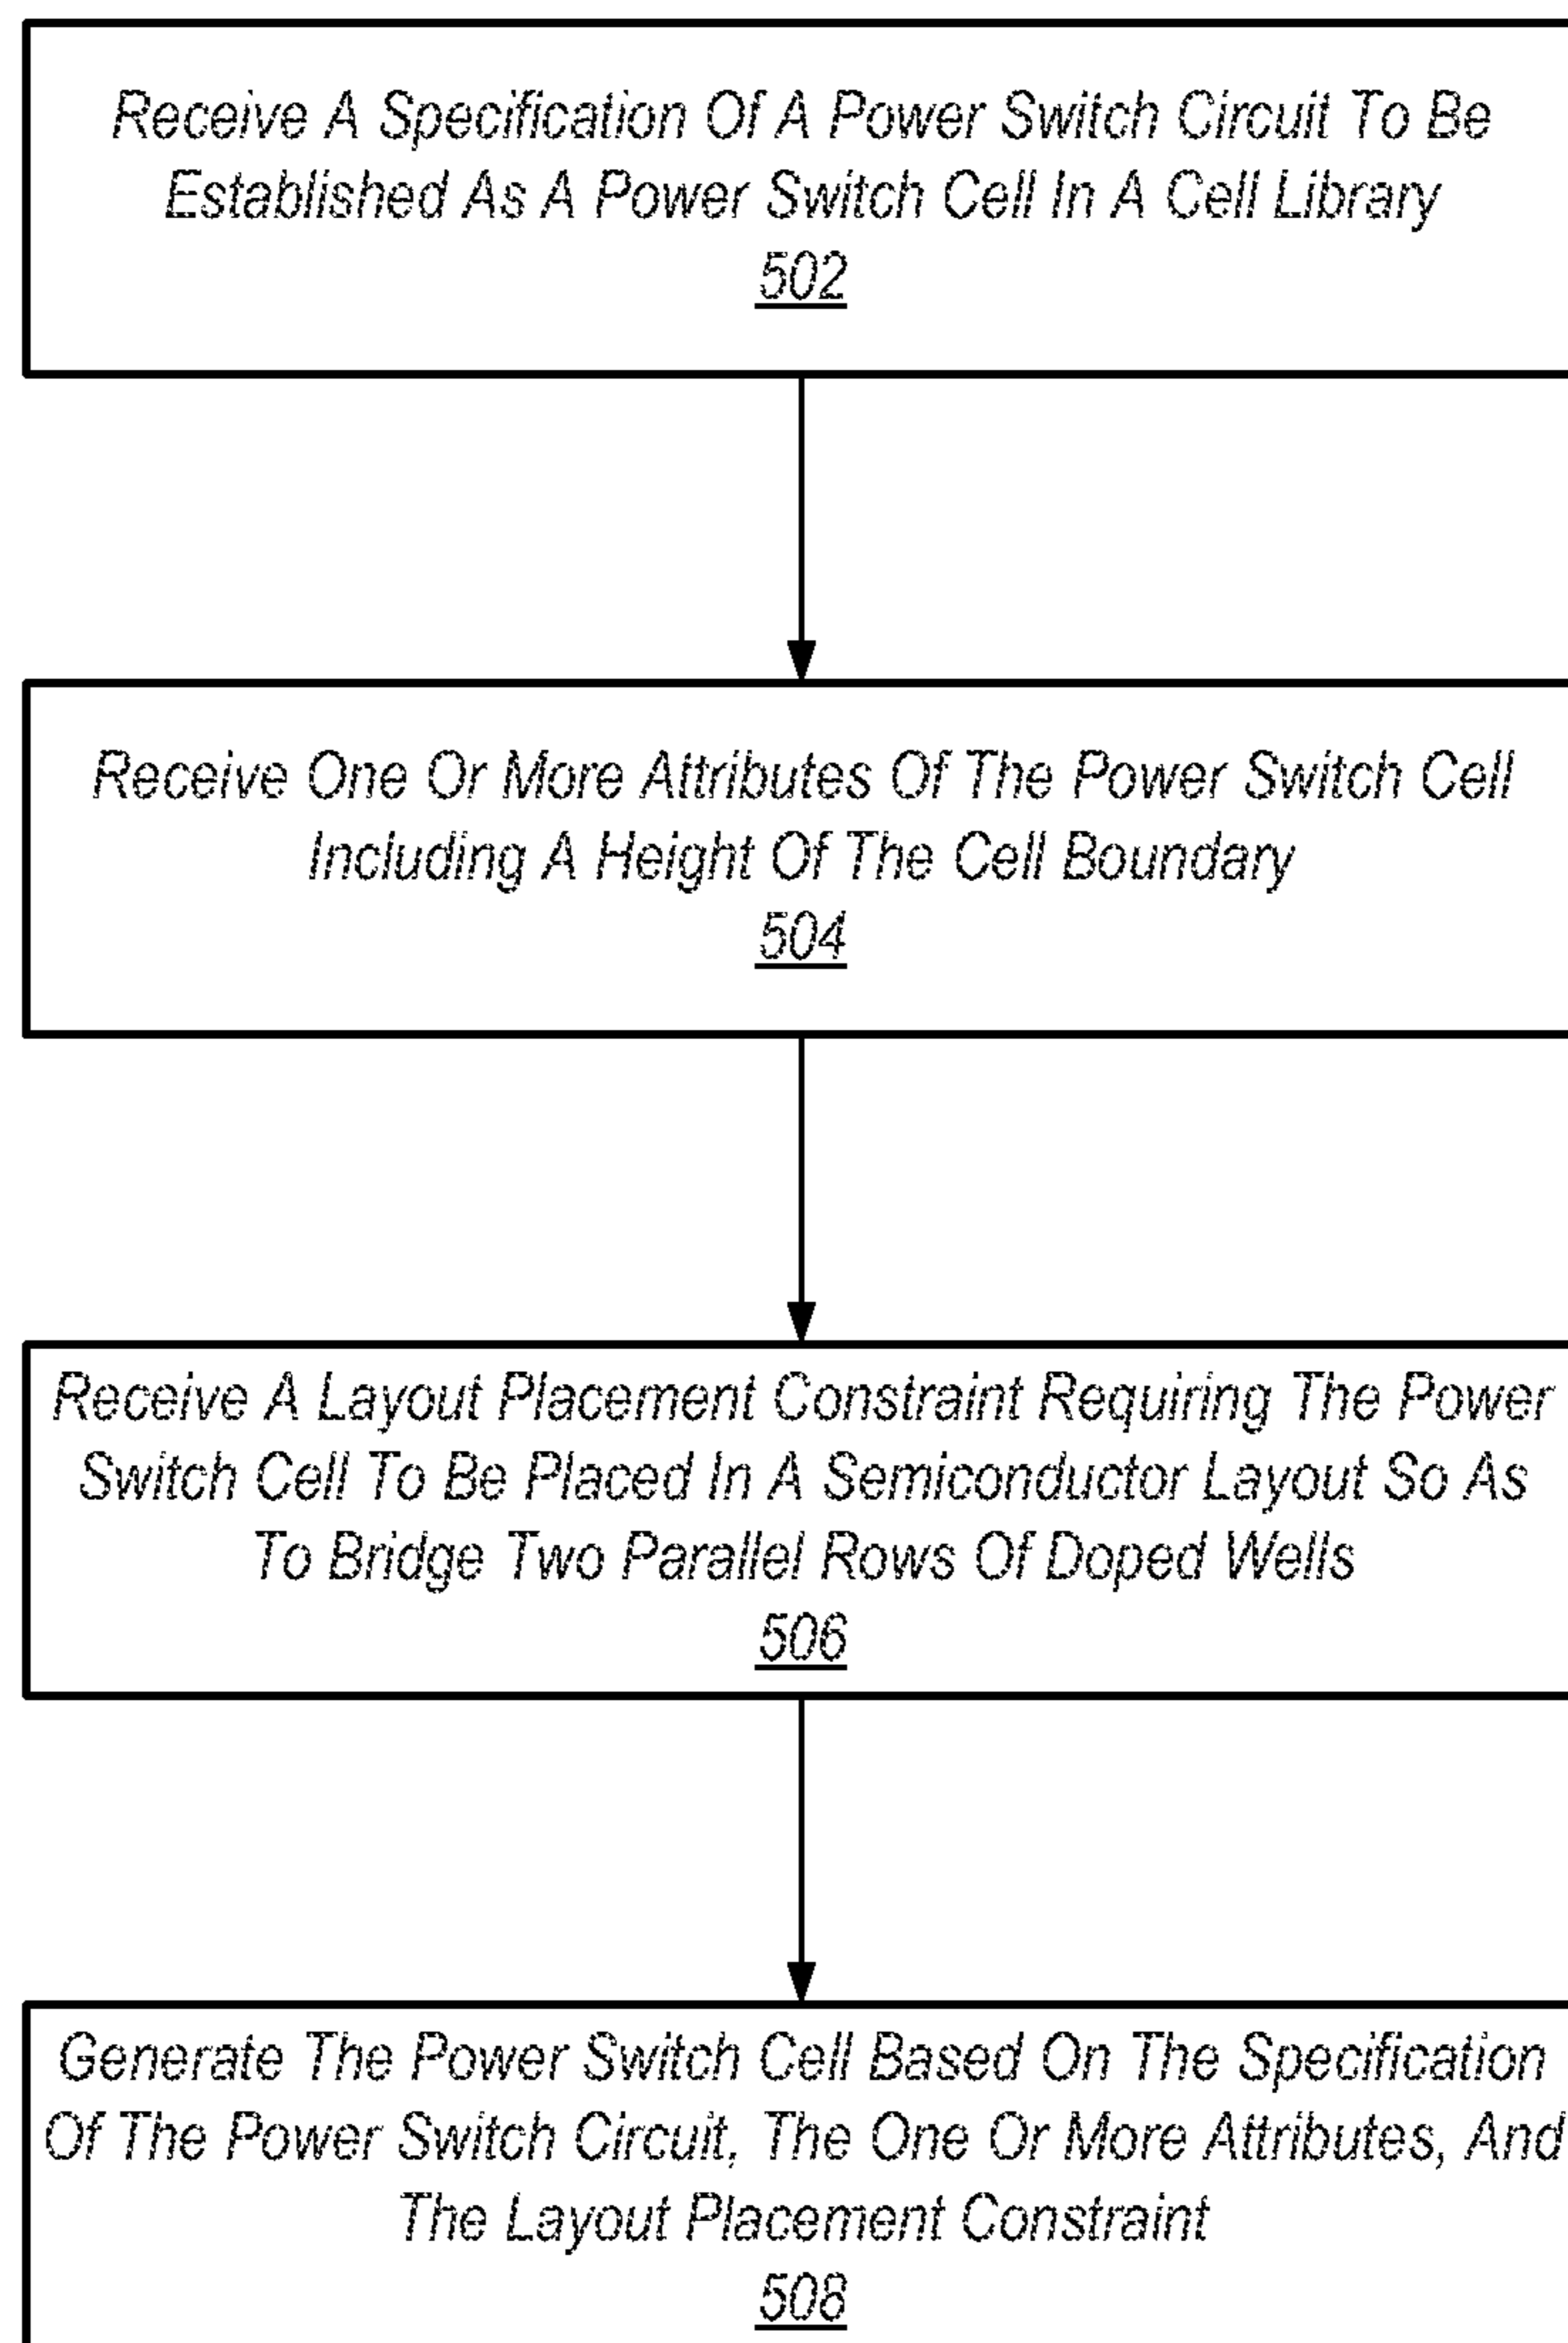 Receive A Specification Of A Power Switch Circuit To Be
Established As A Power Switch Cell In A Cell Library
502
Receive One Or More Attributes Of The Power Switch Cell
Including A Height Of The Cell Boundary
504
Receive A Layout Placement Constraint Requiring The Power
Switch Cell To Be Placed In A Semiconductor Layout So As
To Bridge Two Parallel Rows Of Doped Wells
506
Generate The Power Switch Cell Based On The Specification
Of The Power Switch Circuit, The One Or More Attributes, And
The Layout Placement Constraint
508